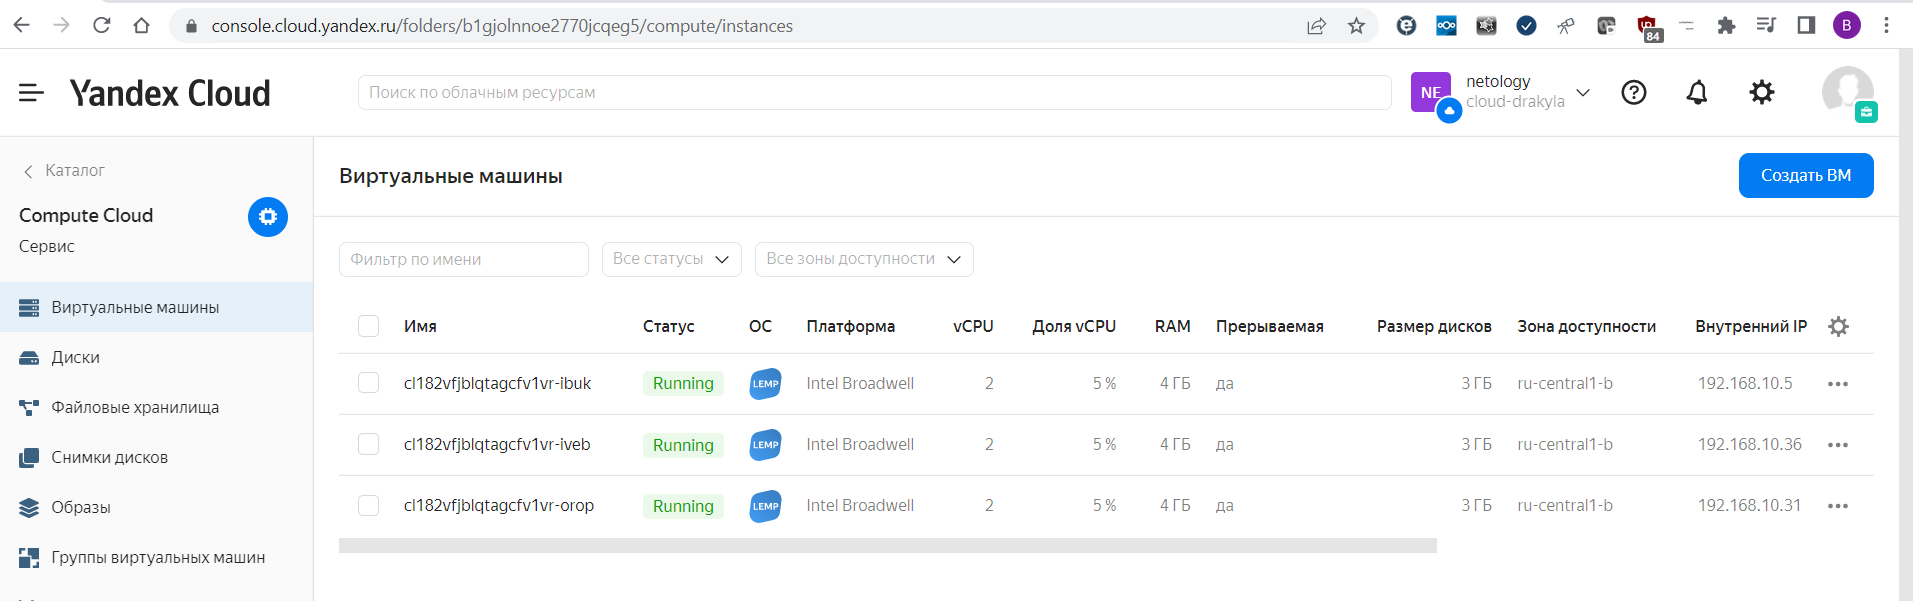 console.cloud.yandex.ru/folders/b1gjolnnoe2770jcqeg5/compute/instances
84
B
Yandex Cloud
Поиск по облачным ресурсам
NE
netology
cloud-drakyla
Каталог
Compute Cloud
Сервис
Виртуальные машины
Диски
Файловые хранилища
Снимки дисков
Образы
Группы виртуальных машин
Виртуальные машины
Создать ВМ
Фильтр по имени
Все статусы
Все зоны доступности
Имя Статус ОС Платформа vCPU Доля vCPU RAM Прерываемая Размер дисков Зона доступности Внутренний IP
cl182vfjblqtagcfv1vr-ibuk Running LEMP Intel Broadwell 2 5 % 4 ГБ да 3 ГБ ru-central1-b 192.168.10.5
cl182vfjblqtagcfv1vr-iveb Running LEMP Intel Broadwell 2 5 % 4 ГБ да 3 ГБ ru-central1-b 192.168.10.36
cl182vfjblqtagcfv1vr-orop Running LEMP Intel Broadwell 2 5 % 4 ГБ да 3 ГБ ru-central1-b 192.168.10.31